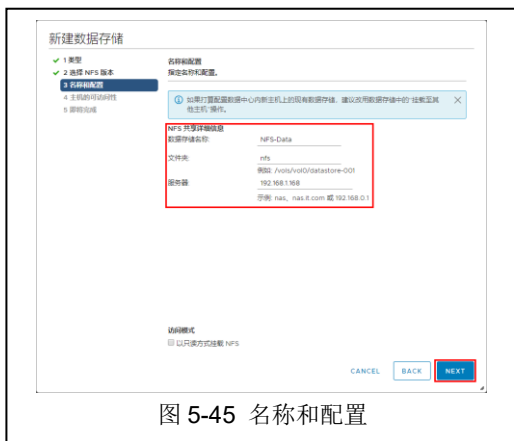 新建数据存储
✓ 1 类型
✓ 2 选择 NFS 版本
3 名称和配置
4 主机的可访问性
5 即将完成
名称和配置
指定名称和配置。
如果打算配置数据中心内新主机上的现有数据存储，建议改用数据存储中的“挂载至其
他主机”操作。
NFS 共享详细信息
数据存储名称: NFS-Data
文件夹: nfs
例如: /vols/vol0/datastore-001
服务器: 192.168.1.168
示例: nas、nas.it.com 或 192.168.0.1
访问模式
以只读方式挂载 NFS
CANCEL BACK NEXT
图 5-45 名称和配置